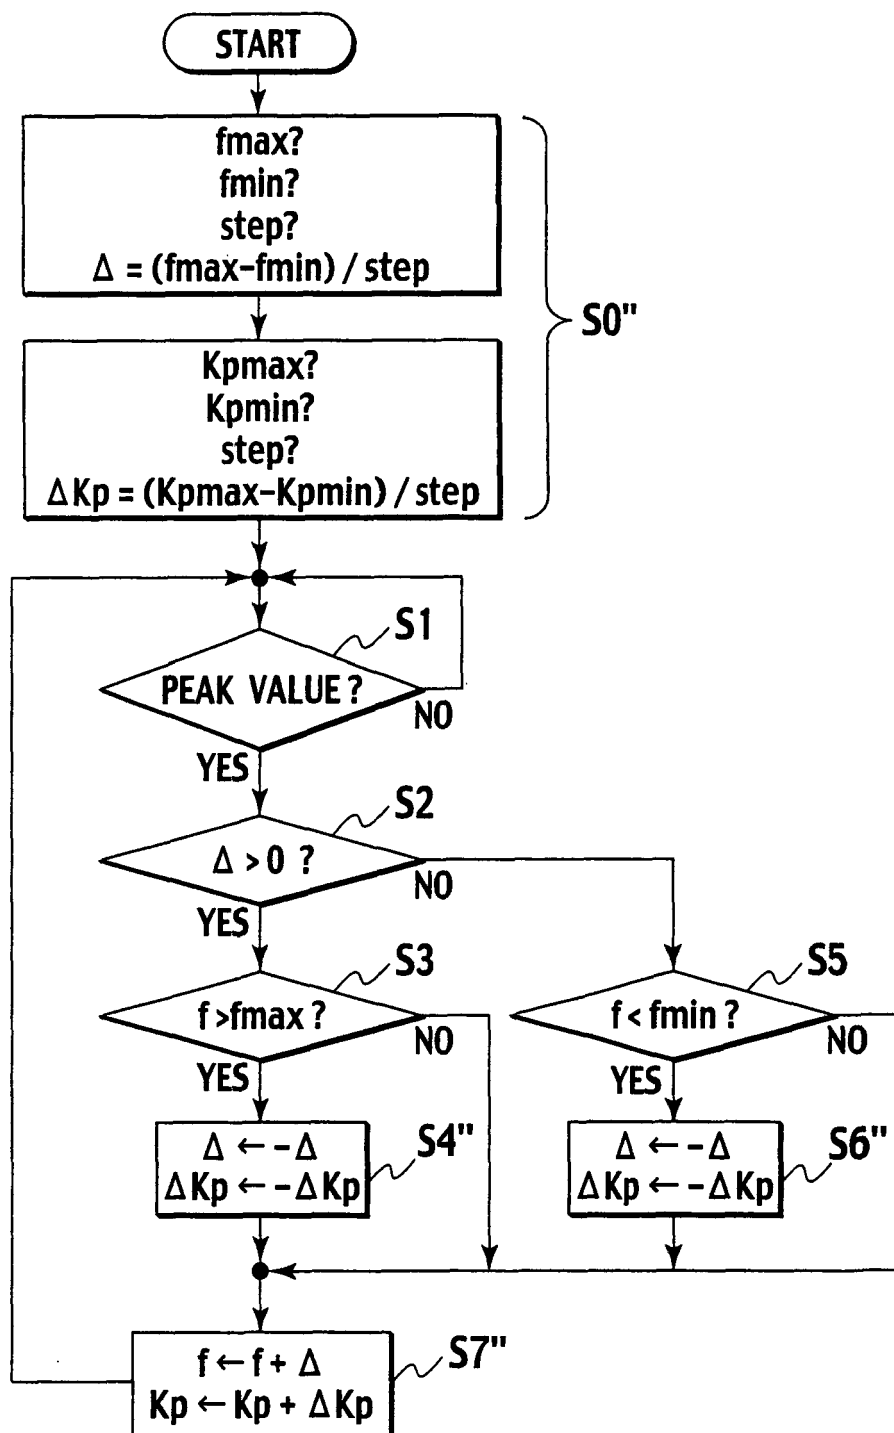 START
fmax?
fmin?
step?
Δ = (fmax-fmin) / step
S0"
Kpmax?
Kpmin?
step?
ΔKp = (Kpmax-Kpmin) / step
S1
PEAK VALUE ?
NO
YES
S2
Δ > 0 ?
NO
YES
S3
f >fmax ?
NO
YES
S5
f < fmin ?
NO
YES
S4"
Δ ← -Δ
ΔKp ← -ΔKp
S6"
Δ ← -Δ
ΔKp ← -ΔKp
S7"
f ← f + Δ
Kp ← Kp + ΔKp